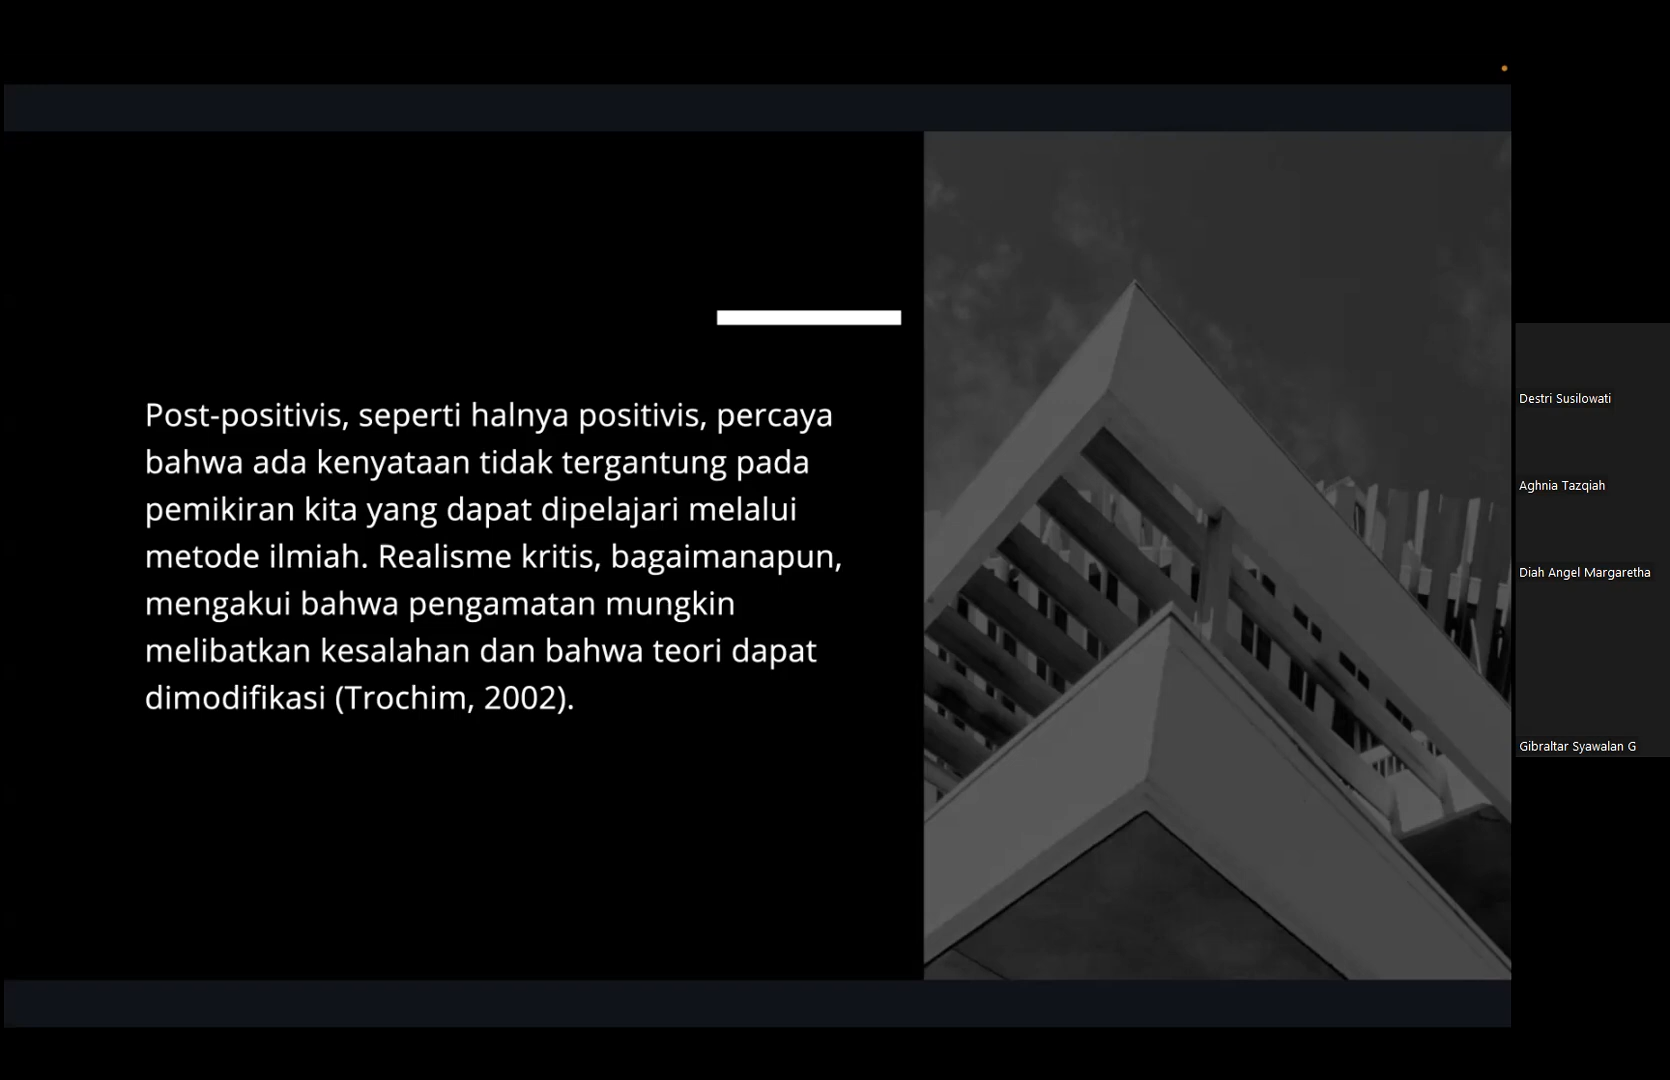 Post-positivis, seperti halnya positivis, percaya
bahwa ada kenyataan tidak tergantung pada
pemikiran kita yang dapat dipelajari melalui
metode ilmiah. Realisme kritis, bagaimanapun,
mengakui bahwa pengamatan mungkin
melibatkan kesalahan dan bahwa teori dapat
dimodifikasi (Trochim, 2002).
Destri Susilowati
Aghnia Tazqiah
Diah Angel Margaretha
Gibraltar Syawalan G